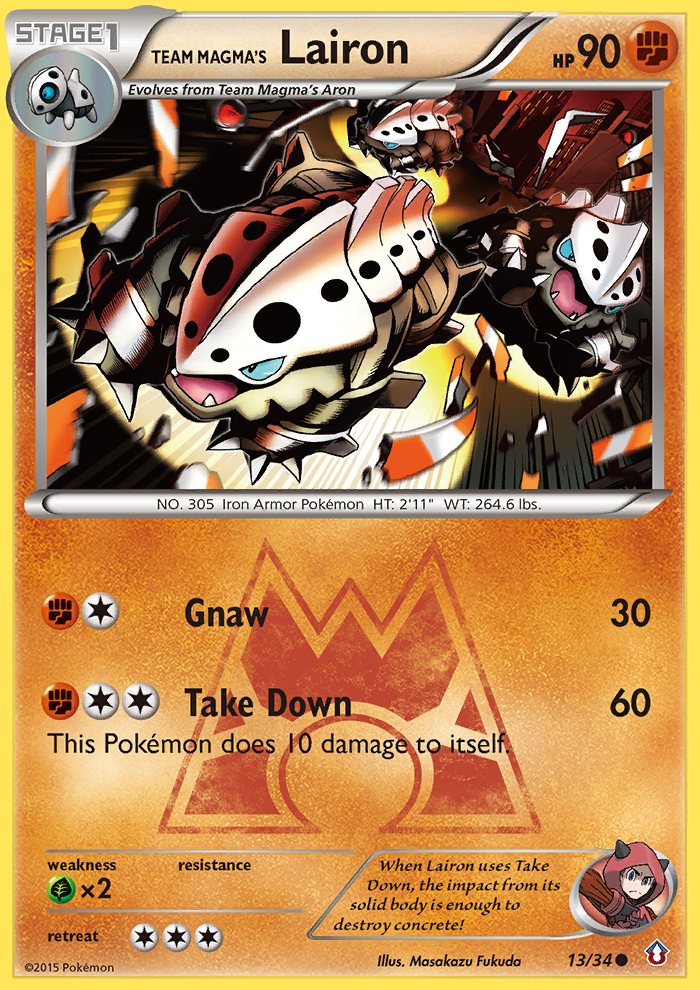 STAGE1
TEAM MAGMA'S Lairon HP 90
Evolves from Team Magma's Aron
NO. 305 Iron Armor Pokémon HT: 2'11" WT: 264.6 lbs.
Gnaw 30
Take Down 60
This Pokémon does 10 damage to itself.
weakness resistance
×2
retreat
When Lairon uses Take
Down, the impact from its
solid body is enough to
destroy concrete!
©2015 Pokémon
Illus. Masakazu Fukuda
13/34